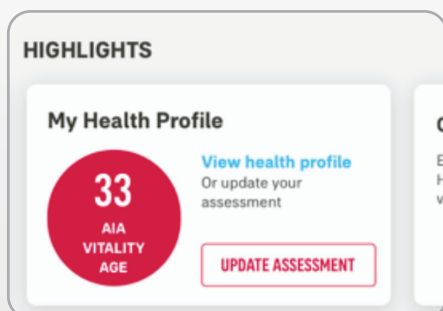 HIGHLIGHTS
My Health Profile
33
AIA
VITALITY
AGE
View health profile
Or update your
assessment
UPDATE ASSESSMENT